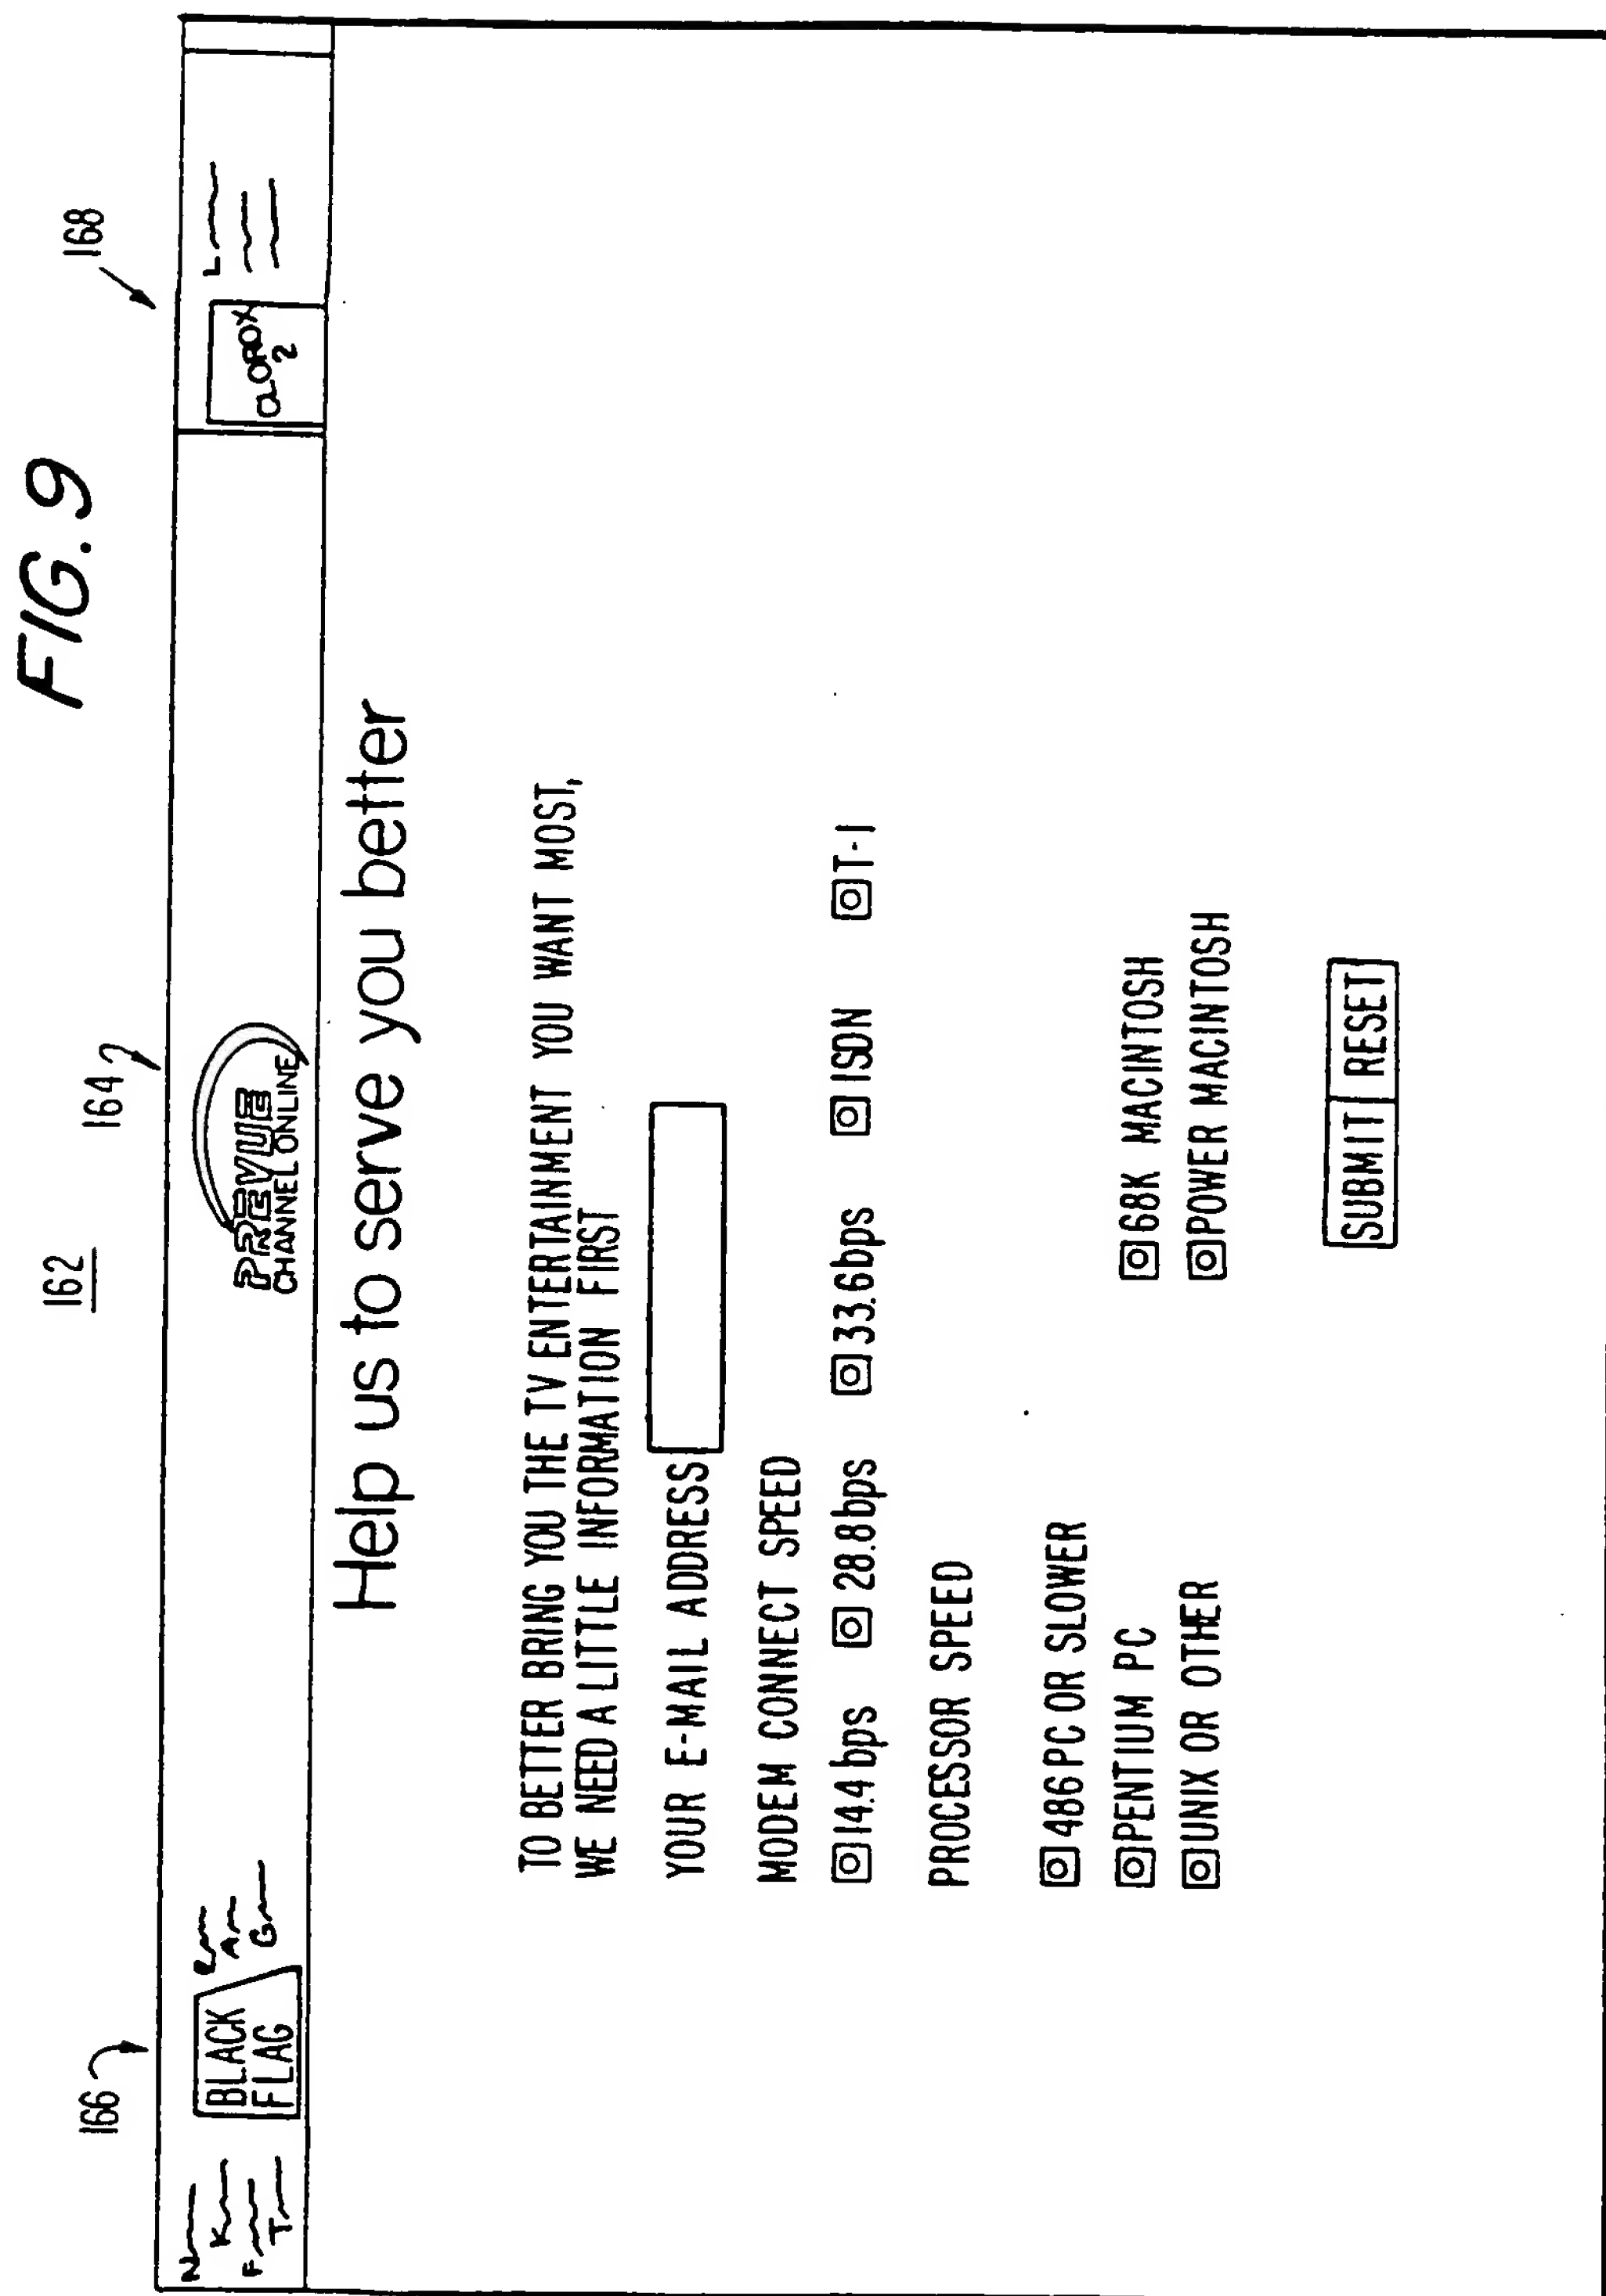 FIG. 9
162
166
164
168
N
K
F
T
BLACK
FLAG
R
A
G
PREVUE
CHANNEL ONLINE
CLOROX
2
L
Help us to serve you better
TO BETTER BRING YOU THE TV ENTERTAINMENT YOU WANT MOST,
WE NEED A LITTLE INFORMATION FIRST
YOUR E-MAIL ADDRESS
MODEM CONNECT SPEED
14.4 bps 28.8bps 33.6bps ISDN T-1
PROCESSOR SPEED
486 PC OR SLOWER
PENTIUM PC 68K MACINTOSH
UNIX OR OTHER POWER MACINTOSH
SUBMIT RESET